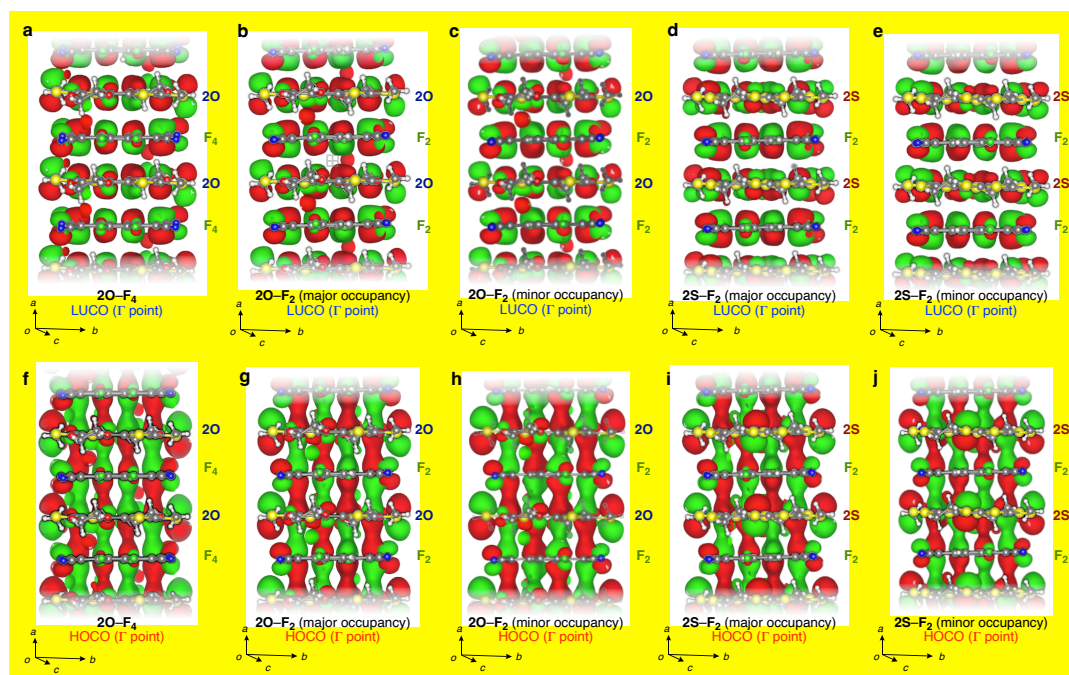 a
b
c
d
e
2O
2O
2O
2S
2S
F4
F2
F2
F2
F2
2O
2O
2O
2S
2S
F4
F2
F2
F2
F2
2O–F4
2O–F2 (major occupancy)
2O–F2 (minor occupancy)
2S–F2 (major occupancy)
2S–F2 (minor occupancy)
LUCO (Γ point)
LUCO (Γ point)
LUCO (Γ point)
LUCO (Γ point)
LUCO (Γ point)
a
o
b
c
a
o
b
c
a
o
b
c
a
o
b
c
a
o
b
c
f
g
h
i
j
2O
2O
2O
2S
2S
F4
F2
F2
F2
F2
2O
2O
2O
2S
2S
F4
F2
F2
F2
F2
2O–F4
2O–F2 (major occupancy)
2O–F2 (minor occupancy)
2S–F2 (major occupancy)
2S–F2 (minor occupancy)
HOCO (Γ point)
HOCO (Γ point)
HOCO (Γ point)
HOCO (Γ point)
HOCO (Γ point)
a
o
b
c
a
o
b
c
a
o
b
c
a
o
b
c
a
o
b
c